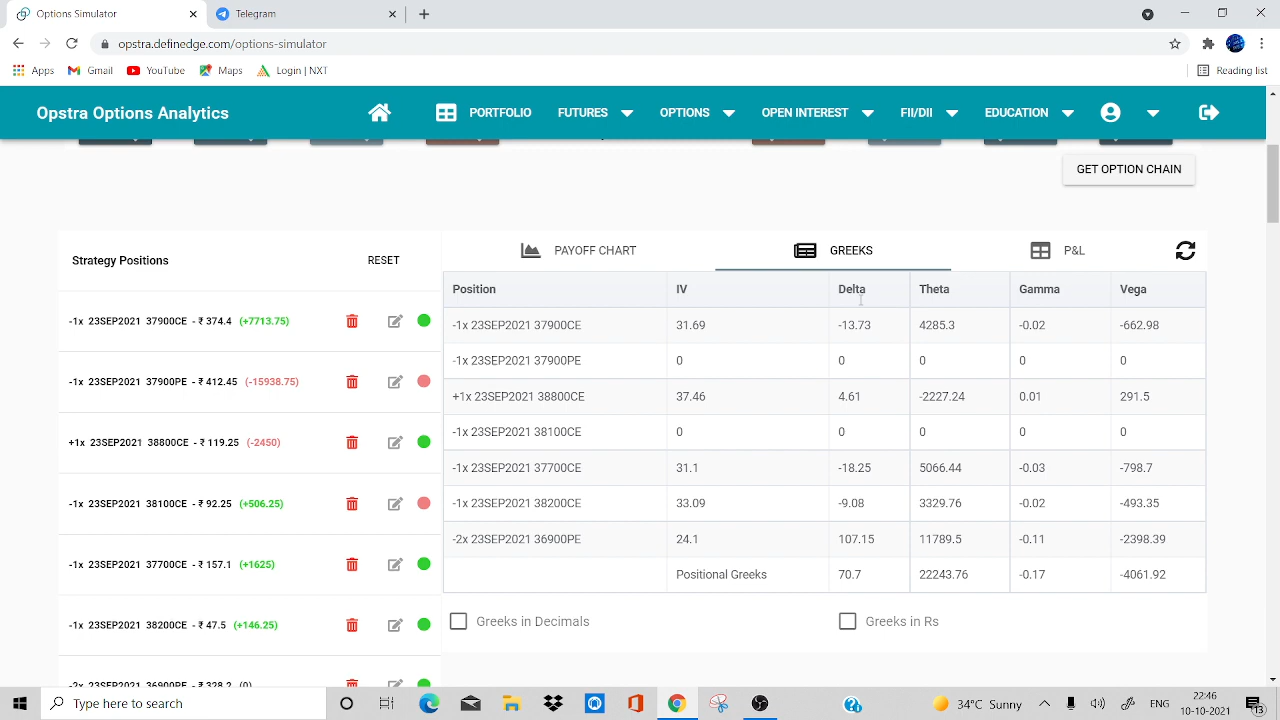 Options Simulator
Telegram
opstra.definedge.com/options-simulator
Apps Gmail YouTube Maps Login | NXT Reading list
Opstra Options Analytics PORTFOLIO FUTURES OPTIONS OPEN INTEREST FII/DII EDUCATION
GET OPTION CHAIN
Strategy Positions RESET
-1x 23SEP2021 37900CE - ₹ 374.4 (+7713.75)
-1x 23SEP2021 37900PE - ₹ 412.45 (-15938.75)
+1x 23SEP2021 38800CE - ₹ 119.25 (-2450)
-1x 23SEP2021 38100CE - ₹ 92.25 (+506.25)
-1x 23SEP2021 37700CE - ₹ 157.1 (+1625)
-1x 23SEP2021 38200CE - ₹ 47.5 (+146.25)
-2x 23SEP2021 36900PE - ₹ 328.2 (0)
PAYOFF CHART GREEKS P&L
Position IV Delta Theta Gamma Vega
-1x 23SEP2021 37900CE 31.69 -13.73 4285.3 -0.02 -662.98
-1x 23SEP2021 37900PE 0 0 0 0 0
+1x 23SEP2021 38800CE 37.46 4.61 -2227.24 0.01 291.5
-1x 23SEP2021 38100CE 0 0 0 0 0
-1x 23SEP2021 37700CE 31.1 -18.25 5066.44 -0.03 -798.7
-1x 23SEP2021 38200CE 33.09 -9.08 3329.76 -0.02 -493.35
-2x 23SEP2021 36900PE 24.1 107.15 11789.5 -0.11 -2398.39
Positional Greeks 70.7 22243.76 -0.17 -4061.92
Greeks in Decimals Greeks in Rs
Type here to search
34°C Sunny
ENG
22:46
10-10-2021
13